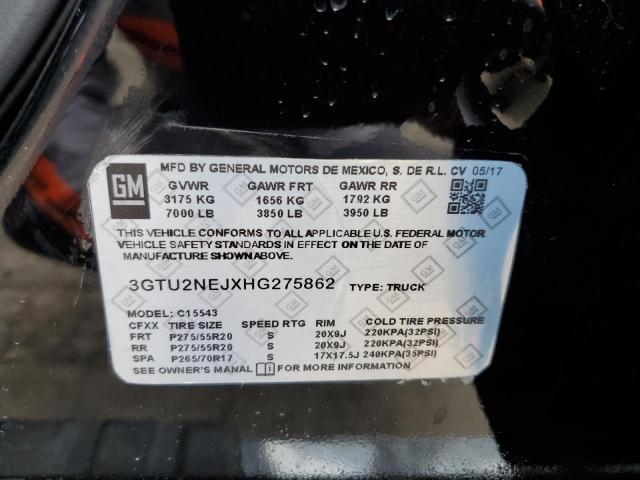 GM
MFD BY GENERAL MOTORS DE MEXICO, S. DE R.L. CV 05/17
GVWR GAWR FRT GAWR RR
3175 KG 1656 KG 1792 KG
7000 LB 3850 LB 3950 LB
THIS VEHICLE CONFORMS TO ALL APPLICABLE U.S. FEDERAL MOTOR
VEHICLE SAFETY STANDARDS IN EFFECT ON THE DATE OF
MANUFACTURE SHOWN ABOVE.
3GTU2NEJXHG275862 TYPE: TRUCK
MODEL: C15543
CFXX TIRE SIZE SPEED RTG RIM COLD TIRE PRESSURE
FRT P275/55R20 S 20X9J 220KPA(32PSI)
RR P275/55R20 S 20X9J 220KPA(32PSI)
SPA P265/70R17 S 17X17.5J 240KPA(35PSI)
SEE OWNER'S MANAL FOR MORE INFORMATION